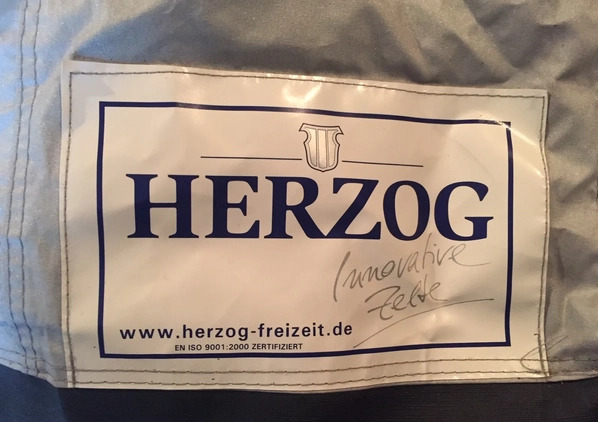 HERZOG
Innovative
Zelte
www.herzog-freizeit.de
EN ISO 9001:2000 ZERTIFIZIERT